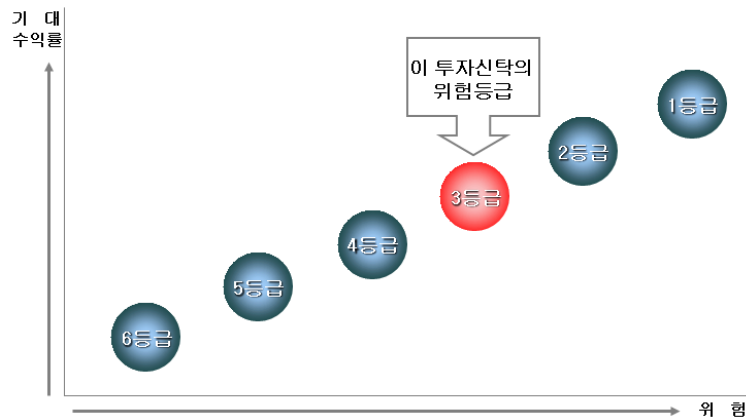 기 대
수익률
이 투자신탁의
위험등급
1등급
2등급
3등급
4등급
5등급
6등급
위 험